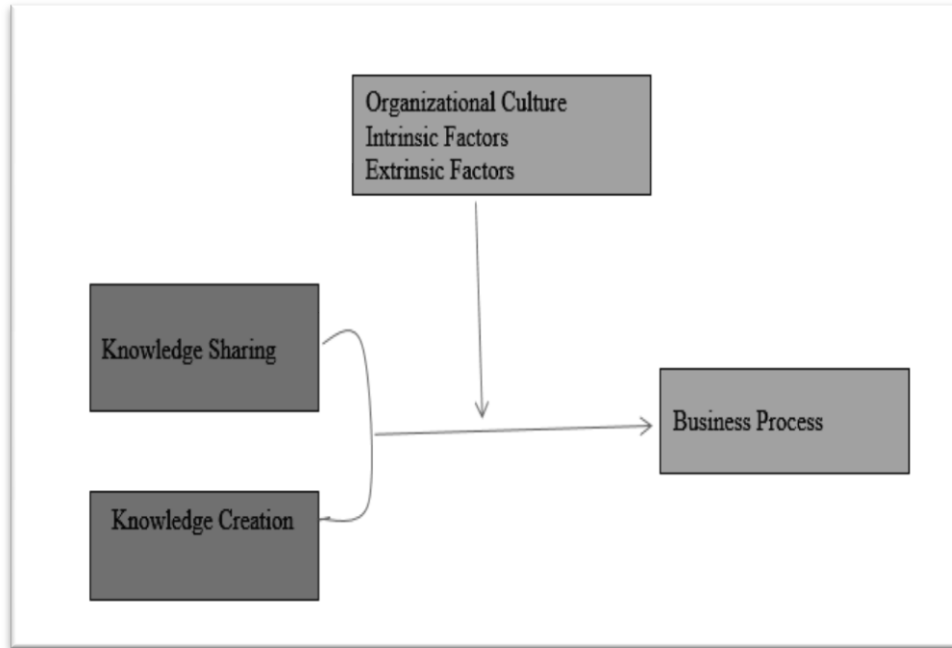 Organizational Culture
Intrinsic Factors
Extrinsic Factors
Knowledge Sharing
Business Process
Knowledge Creation